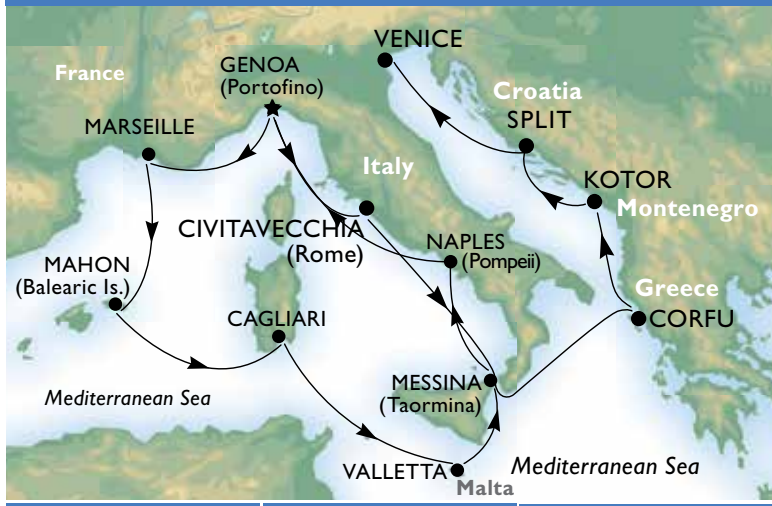 VENICE
GENOA
(Portofino)
France
Croatia
SPLIT
MARSEILLE
Italy
KOTOR
Montenegro
CIVITAVECCHIA
(Rome)
NAPLES
(Pompeii)
MAHON
(Balearic Is.)
Greece
CORFU
CAGLIARI
MESSINA
(Taormina)
Mediterranean Sea
VALLETTA
Malta
Mediterranean Sea